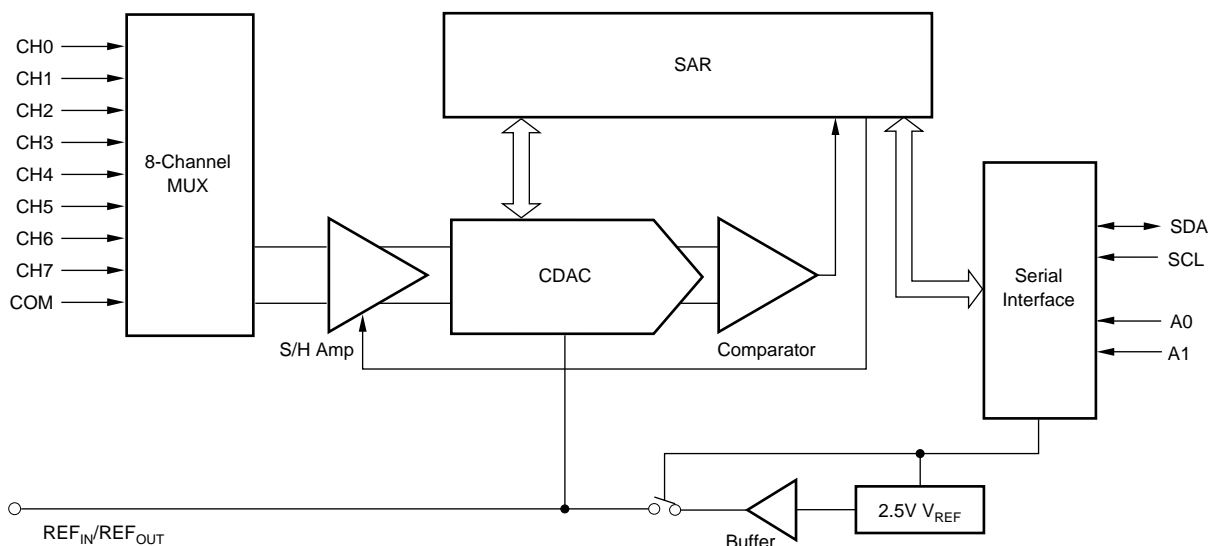 SAR
CH0
CH1
CH2
CH3
CH4
CH5
CH6
CH7
COM
8-Channel
MUX
S/H Amp
CDAC
Comparator
Serial
Interface
SDA
SCL
A0
A1
REFIN/REFOUT
Buffer
2.5V VREF